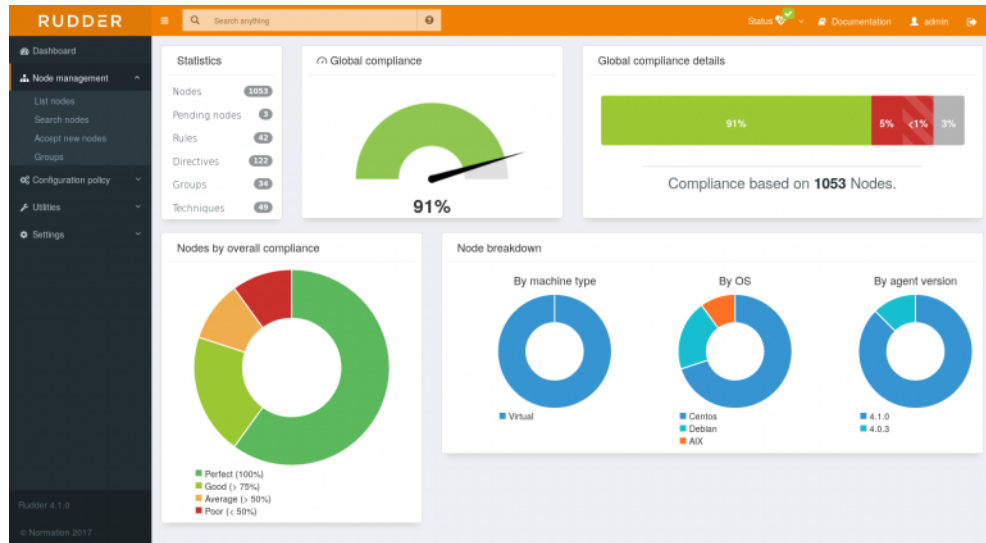 RUDDER
Search anything
Status
Documentation
admin
Dashboard
Node management
List nodes
Search nodes
Accept new nodes
Groups
Configuration policy
Utilities
Settings
Rudder 4.1.0
© Normation 2017
Statistics
Nodes 1053
Pending nodes 3
Rules 42
Directives 122
Groups 34
Techniques 49
Global compliance
91%
Global compliance details
91% 5% <1% 3%
Compliance based on 1053 Nodes.
Nodes by overall compliance
Perfect (100%)
Good (> 75%)
Average (> 50%)
Poor (< 50%)
Node breakdown
By machine type
Virtual
By OS
Centos
Debian
AIX
By agent version
4.1.0
4.0.3